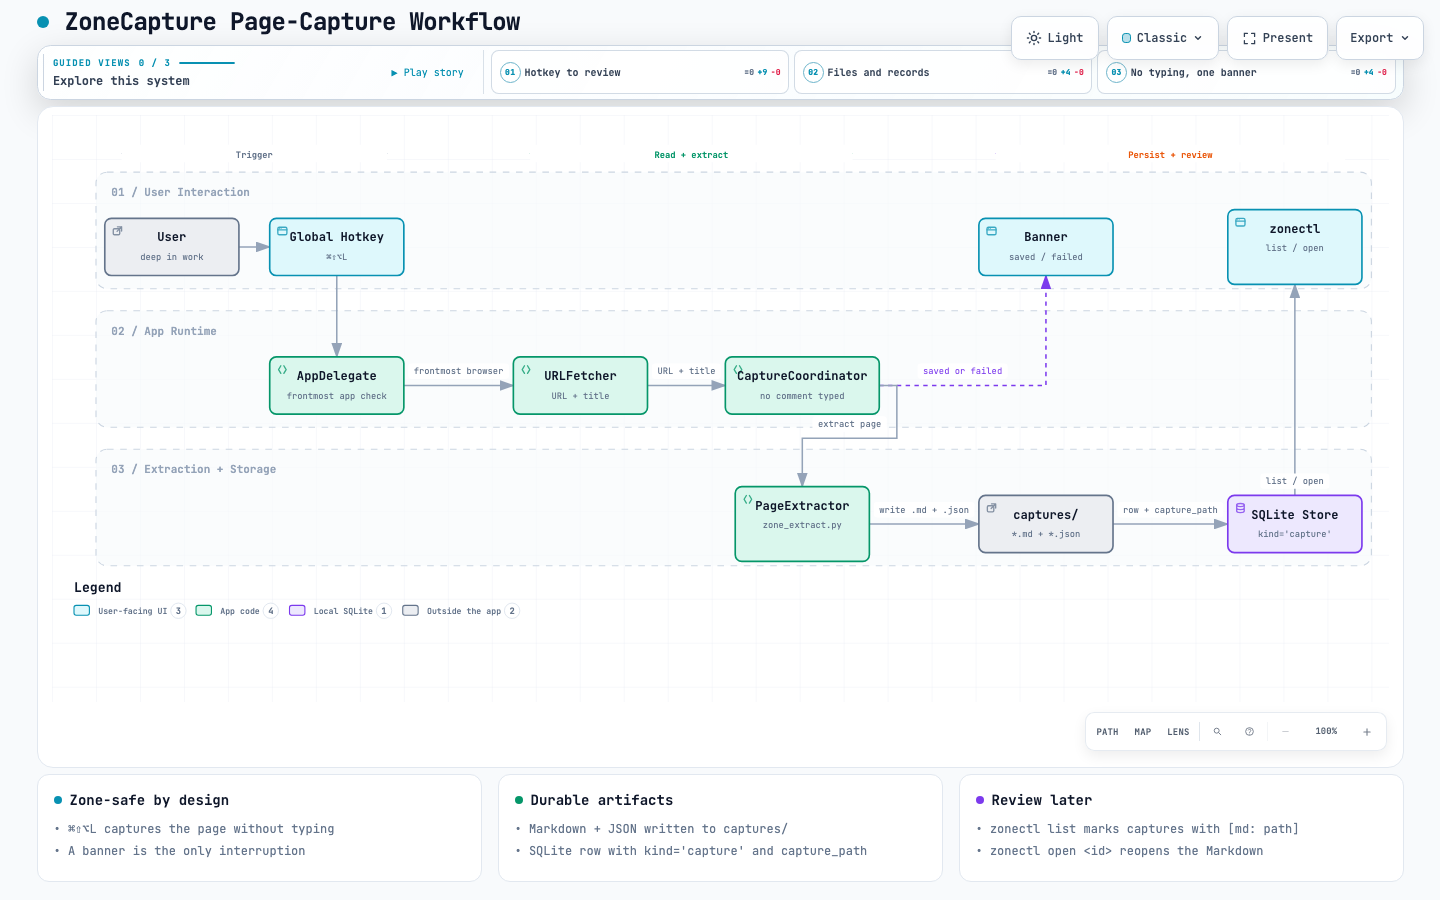 ZoneCapture Page-Capture Workflow
Light
Classic
Present
Export
GUIDED VIEWS 0 / 3
Explore this system
▶ Play story
01 Hotkey to review =0 +9 -0
02 Files and records =0 +4 -0
03 No typing, one banner =0 +4 -0
Trigger
Read + extract
Persist + review
01 / User Interaction
User
deep in work
Global Hotkey
⌘⇧⌥L
Banner
saved / failed
zonectl
list / open
02 / App Runtime
AppDelegate
frontmost app check
frontmost browser
URLFetcher
URL + title
URL + title
CaptureCoordinator
no comment typed
saved or failed
extract page
03 / Extraction + Storage
list / open
PageExtractor
zone_extract.py
write .md + .json
captures/
*.md + *.json
row + capture_path
SQLite Store
kind='capture'
Legend
User-facing UI 3
App code 4
Local SQLite 1
Outside the app 2
PATH MAP LENS
100%
Zone-safe by design
• ⌘⇧⌥L captures the page without typing
• A banner is the only interruption
Durable artifacts
• Markdown + JSON written to captures/
• SQLite row with kind='capture' and capture_path
Review later
• zonectl list marks captures with [md: path]
• zonectl open <id> reopens the Markdown